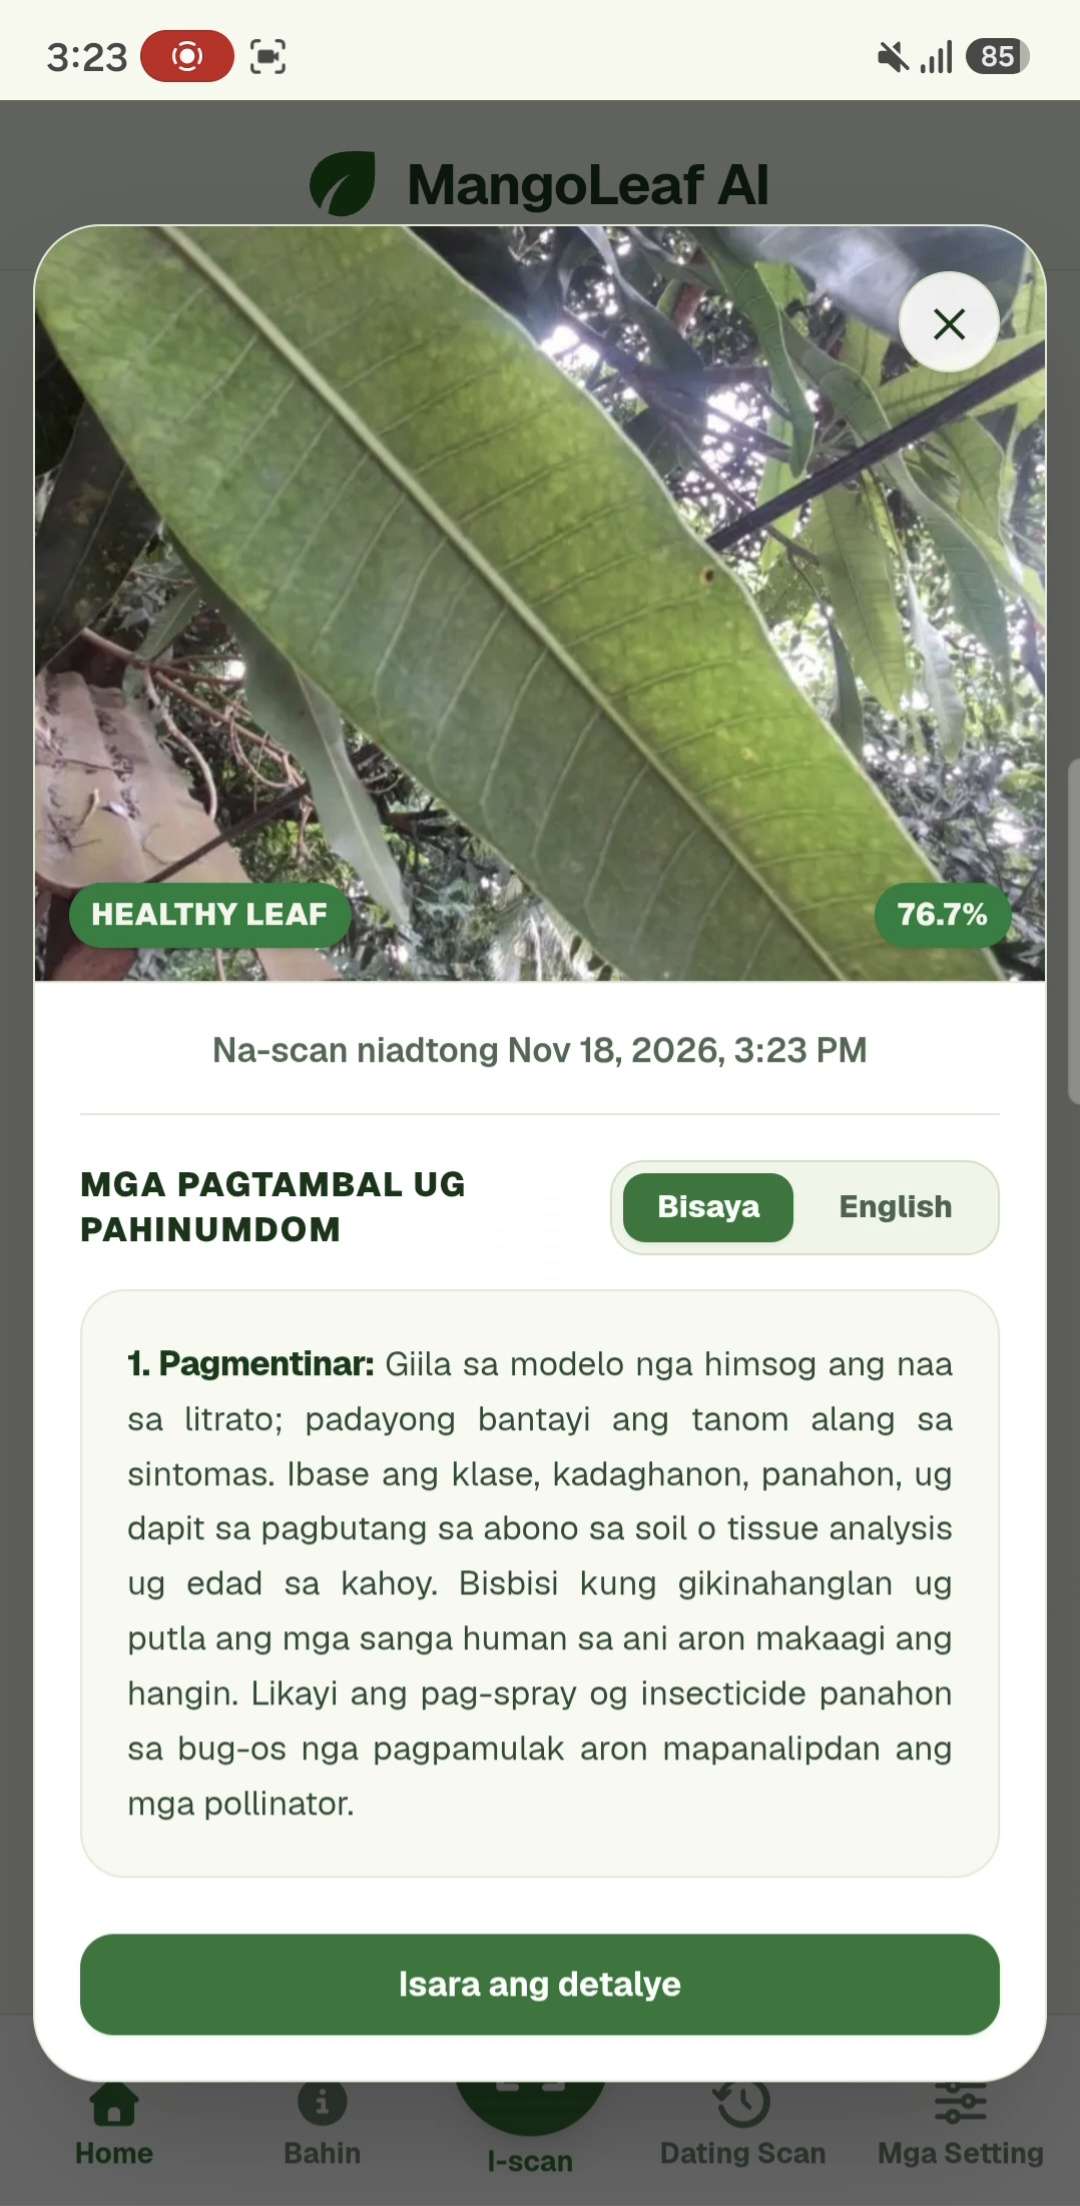 3:23
85
MangoLeaf AI
HEALTHY LEAF
76.7%
Na-scan niadtong Nov 18, 2026, 3:23 PM
MGA PAGTAMBAL UG
PAHINUMDOM
Bisaya
English
1. Pagmentinar: Giila sa modelo nga himsog ang naa
sa litrato; padayong bantayi ang tanom alang sa
sintomas. Ibase ang klase, kadaghanon, panahon, ug
dapit sa pagbutang sa abono sa soil o tissue analysis
ug edad sa kahoy. Bisbisi kung gikinahanglan ug
putla ang mga sanga human sa ani aron makaagi ang
hangin. Likayi ang pag-spray og insecticide panahon
sa bug-os nga pagpamulak aron mapanalipdan ang
mga pollinator.
Isara ang detalye
Home
Bahin
I-scan
Dating Scan
Mga Setting